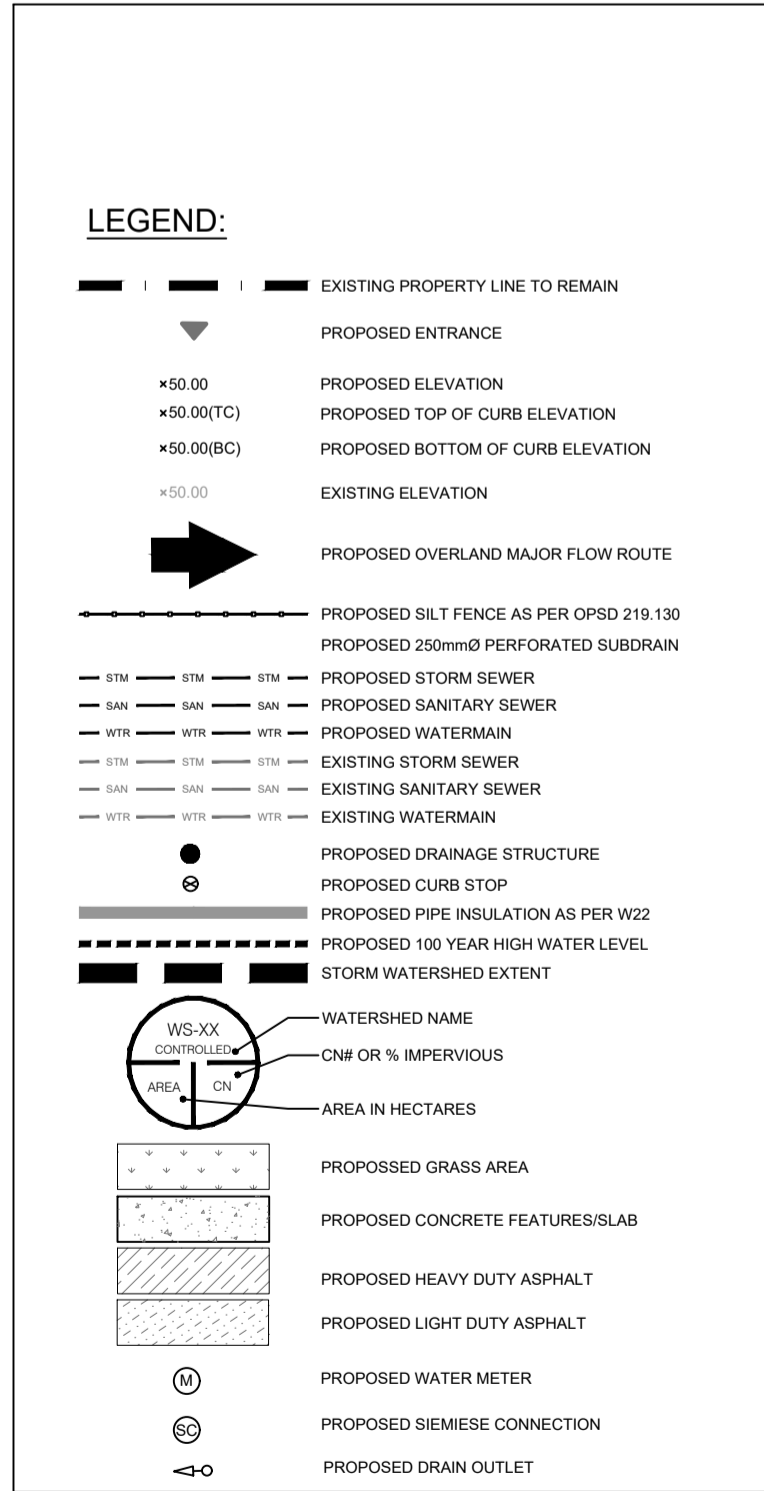 LEGEND:
EXISTING PROPERTY LINE TO REMAIN
PROPOSED ENTRANCE
×50.00 PROPOSED ELEVATION
×50.00(TC) PROPOSED TOP OF CURB ELEVATION
×50.00(BC) PROPOSED BOTTOM OF CURB ELEVATION
×50.00 EXISTING ELEVATION
PROPOSED OVERLAND MAJOR FLOW ROUTE
PROPOSED SILT FENCE AS PER OPSD 219.130
PROPOSED 250mmØ PERFORATED SUBDRAIN
STM STM STM PROPOSED STORM SEWER
SAN SAN SAN PROPOSED SANITARY SEWER
WTR WTR WTR PROPOSED WATERMAIN
STM STM STM EXISTING STORM SEWER
SAN SAN SAN EXISTING SANITARY SEWER
WTR WTR WTR EXISTING WATERMAIN
PROPOSED DRAINAGE STRUCTURE
PROPOSED CURB STOP
PROPOSED PIPE INSULATION AS PER W22
PROPOSED 100 YEAR HIGH WATER LEVEL
STORM WATERSHED EXTENT
WS-XX
CONTROLLED
AREA CN
WATERSHED NAME
CN# OR % IMPERVIOUS
AREA IN HECTARES
PROPOSSED GRASS AREA
PROPOSED CONCRETE FEATURES/SLAB
PROPOSED HEAVY DUTY ASPHALT
PROPOSED LIGHT DUTY ASPHALT
M PROPOSED WATER METER
SC PROPOSED SIEMIESE CONNECTION
PROPOSED DRAIN OUTLET